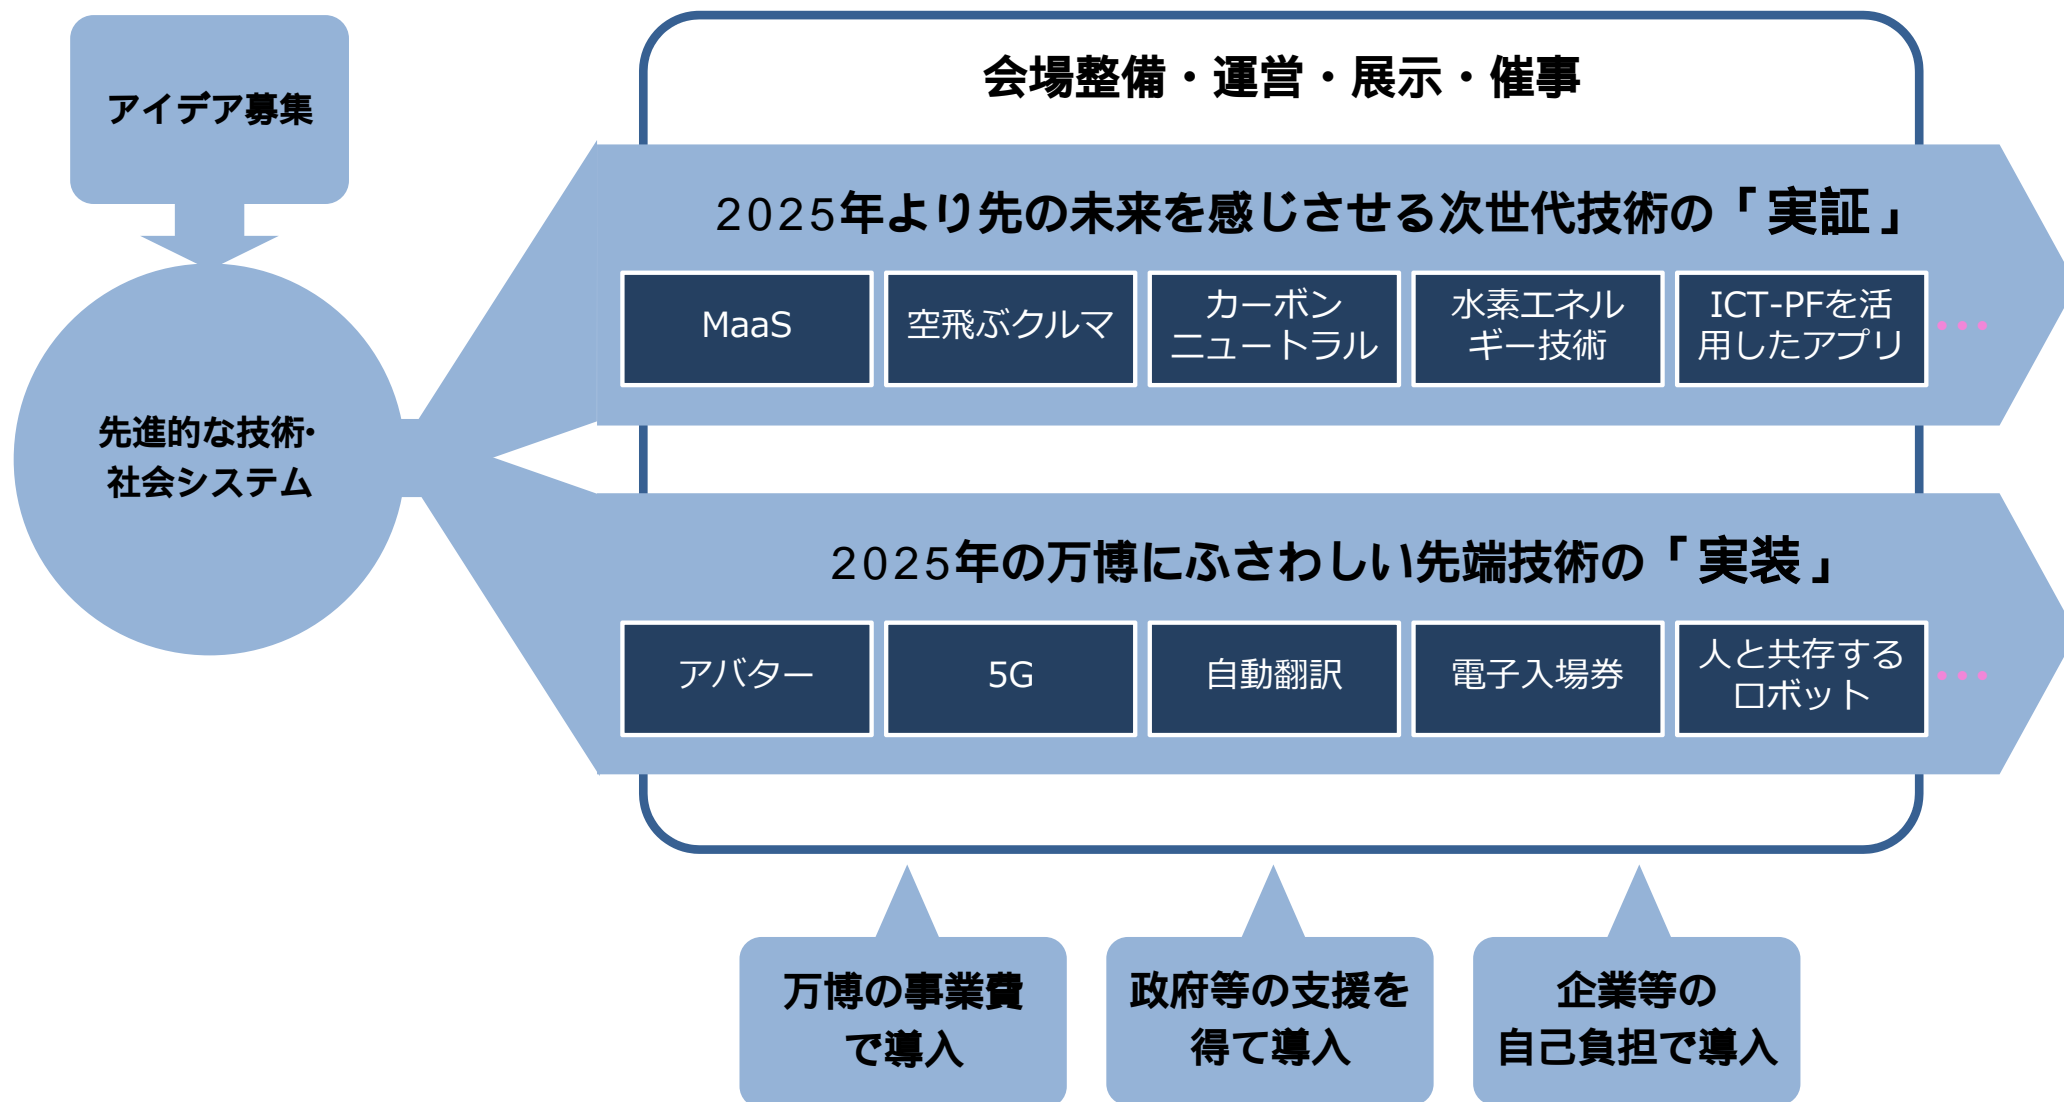 アイデア募集
先進的な技術・
社会システム
会場整備・運営・展示・催事
2025年より先の未来を感じさせる次世代技術の「実証」
MaaS
空飛ぶクルマ
カーボン
ニュートラル
水素エネル
ギー技術
ICT-PFを活
用したアプリ
・・・
2025年の万博にふさわしい先端技術の「実装」
アバター
5G
自動翻訳
電子入場券
人と共存する
ロボット
・・・
万博の事業費
で導入
政府等の支援を
得て導入
企業等の
自己負担で導入